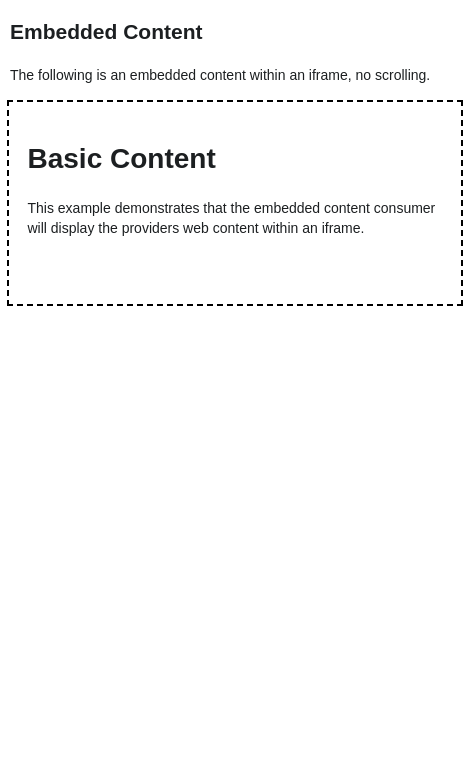 Embedded Content
The following is an embedded content within an iframe, no scrolling.
Basic Content
This example demonstrates that the embedded content consumer
will display the providers web content within an iframe.